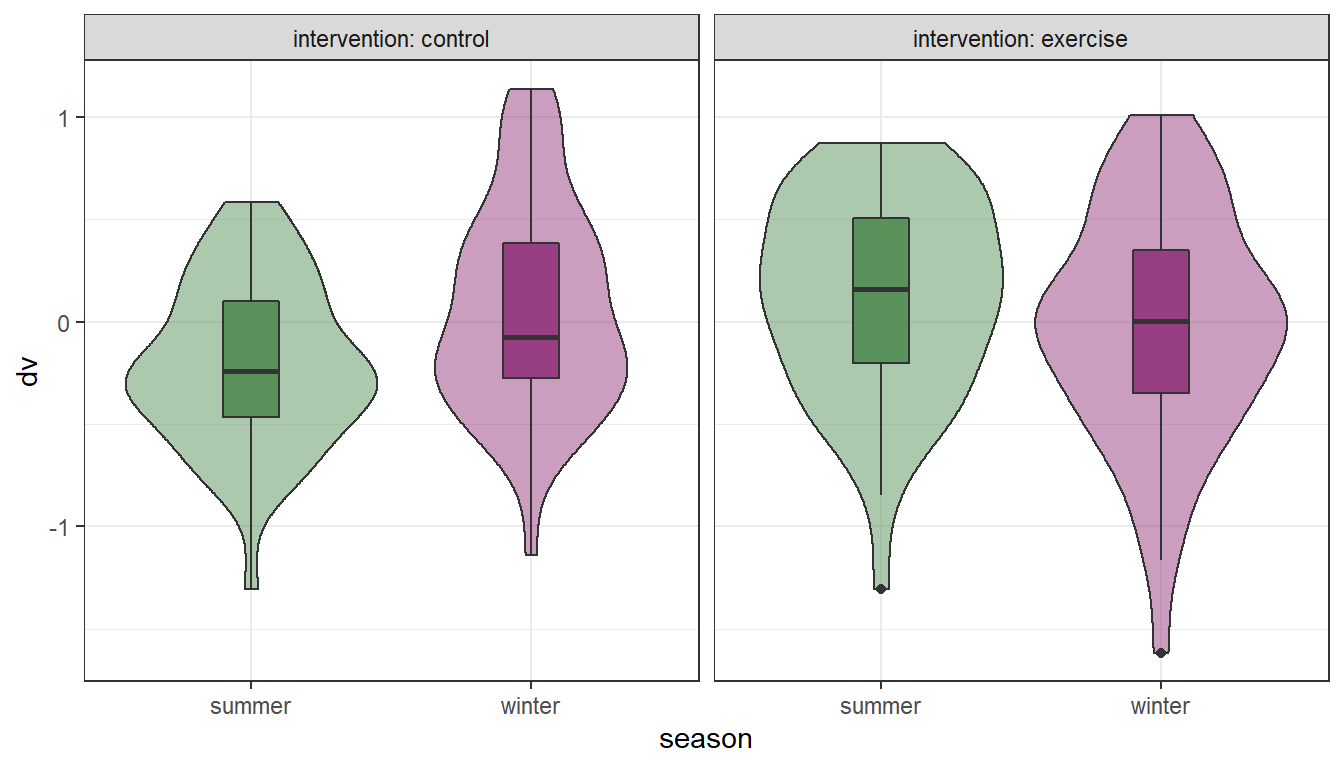 intervention: control
intervention: exercise
dv
1
0
-1
summer
winter
summer
winter
season